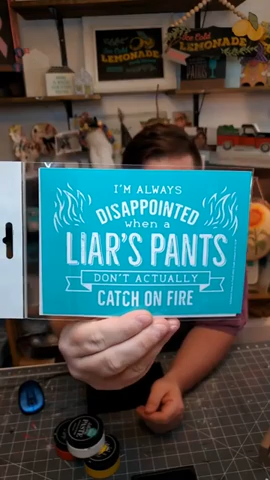 Ice Cold
LEMONADE
Ice Cold
LEMONADE
I'M ALWAYS
DISAPPOINTED
when a
LIAR'S PANTS
DON'T ACTUALLY
CATCH ON FIRE